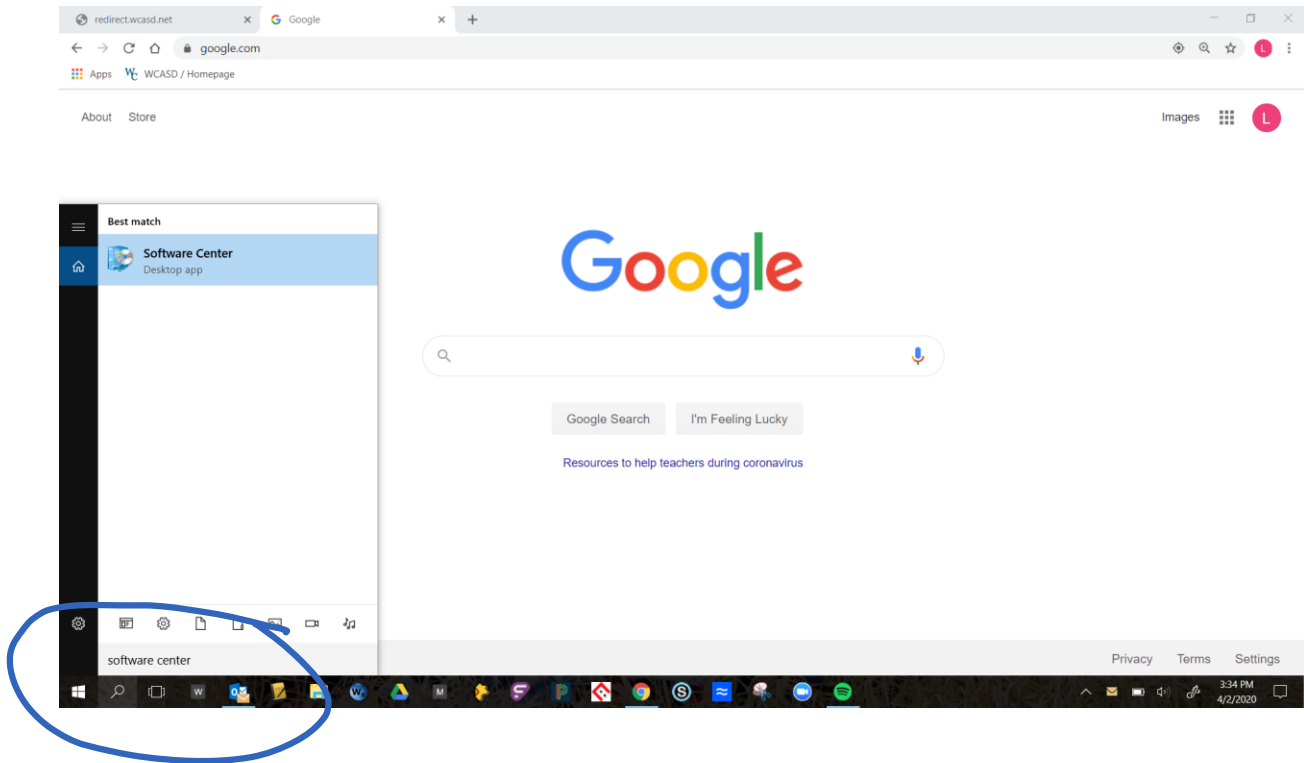 redirect.wcasd.net
Google
google.com
Apps
WC WCASD / Homepage
L
About Store
Images
L
Best match
Software Center
Desktop app
Google
Google Search
I'm Feeling Lucky
Resources to help teachers during coronavirus
software center
Privacy Terms Settings
3:34 PM
4/2/2020